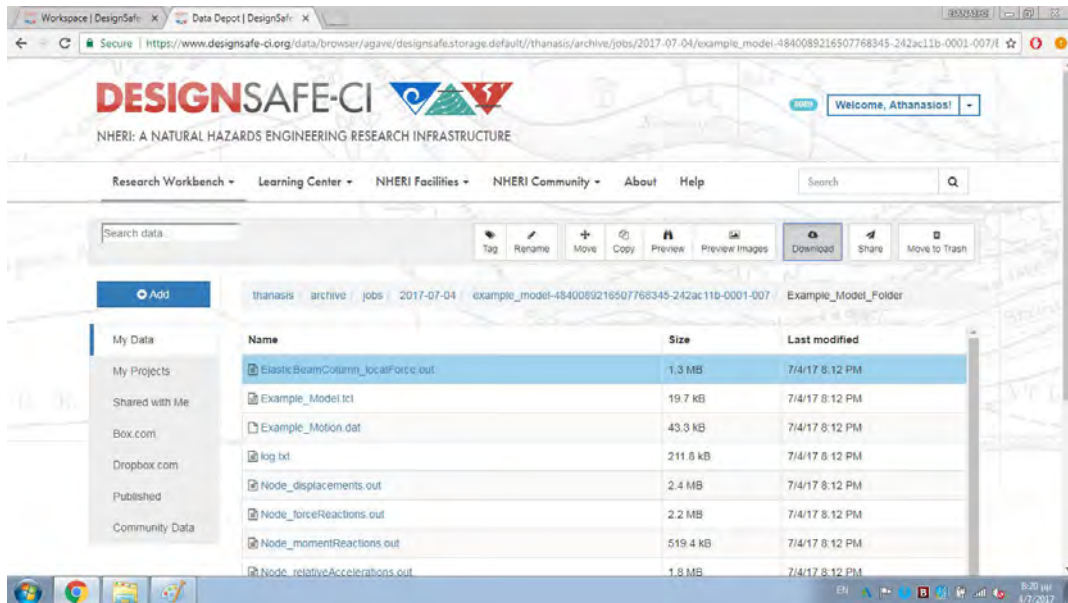 Workspace | DesignSafe × Data Depot | DesignSafe ×
Secure | https://www.designsafe-ci.org/data/browser/agave/designsafe.storage.default//thanasis/archive/jobs/2017-07-04/example_model-4840089216507768345-242ac11b-0001-007/E
DESIGNSAFE-CI
NHERI: A NATURAL HAZARDS ENGINEERING RESEARCH INFRASTRUCTURE
Welcome, Athanasios!
Research Workbench Learning Center NHERI Facilities NHERI Community About Help Search
Search data
Tag Rename Move Copy Preview Preview Images Download Share Move to Trash
Add
thanasis / archive / jobs / 2017-07-04 / example_model-4840089216507768345-242ac11b-0001-007 / Example_Model_Folder
My Data
My Projects
Shared with Me
Box.com
Dropbox.com
Published
Community Data
Name Size Last modified
ElasticBeamColumn_localForce.out 1.3 MB 7/4/17 8:12 PM
Example_Model.tcl 19.7 kB 7/4/17 8:12 PM
Example_Motion.dat 43.3 kB 7/4/17 8:12 PM
log.txt 211.8 kB 7/4/17 8:12 PM
Node_displacements.out 2.4 MB 7/4/17 8:12 PM
Node_forceReactions.out 2.2 MB 7/4/17 8:12 PM
Node_momentReactions.out 519.4 kB 7/4/17 8:12 PM
Node_relativeAccelerations.out 1.8 MB 7/4/17 8:12 PM
EN 8:20 μμ
4/7/2017